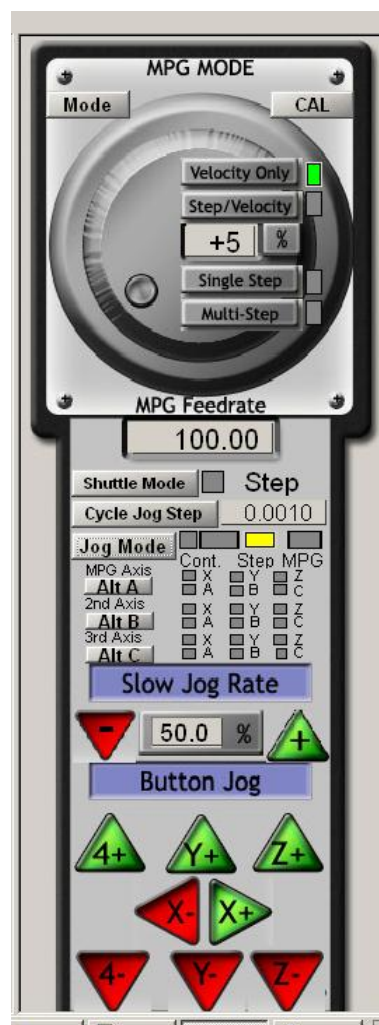 MPG MODE
Mode CAL
Velocity Only
Step/Velocity
+5 %
Single Step
Multi-Step
MPG Feedrate
100.00
Shuttle Mode Step
Cycle Jog Step 0.0010
Jog Mode
Cont. Step MPG
MPG Axis X Y Z
Alt A A B C
2nd Axis X Y Z
Alt B A B C
3rd Axis X Y Z
Alt C A B C
Slow Jog Rate
- 50.0 % +
Button Jog
4+ Y+ Z+
X- X+
4- Y- Z-